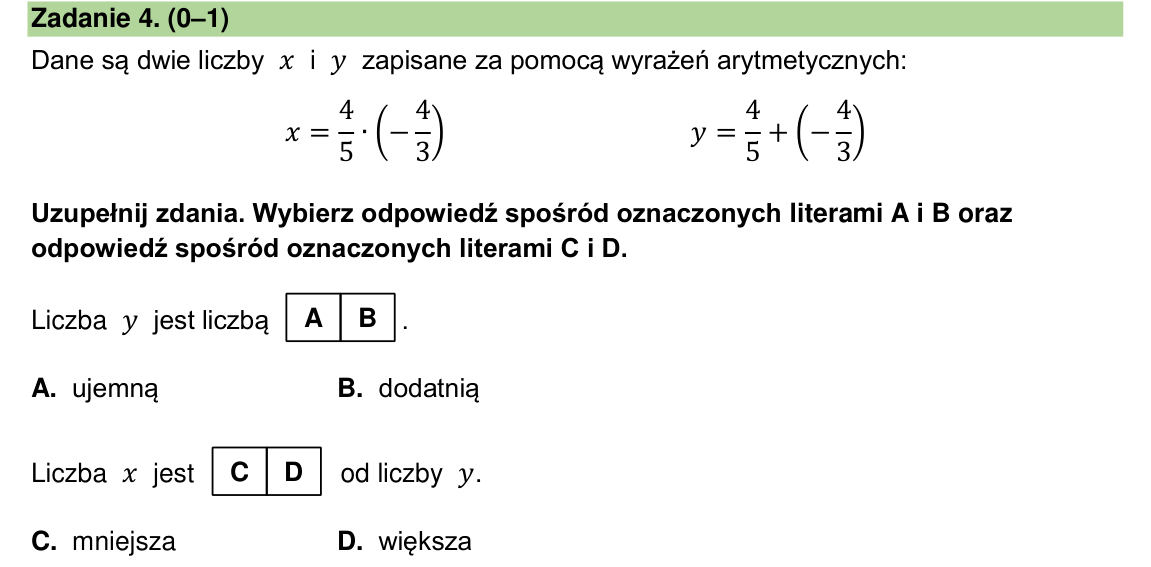 Zadanie 4. (0–1)
Dane są dwie liczby x i y zapisane za pomocą wyrażeń arytmetycznych:
x = 4/5 · (−4/3) y = 4/5 + (−4/3)
Uzupełnij zdania. Wybierz odpowiedź spośród oznaczonych literami A i B oraz
odpowiedź spośród oznaczonych literami C i D.
Liczba y jest liczbą A B .
A. ujemną B. dodatnią
Liczba x jest C D od liczby y.
C. mniejsza D. większa